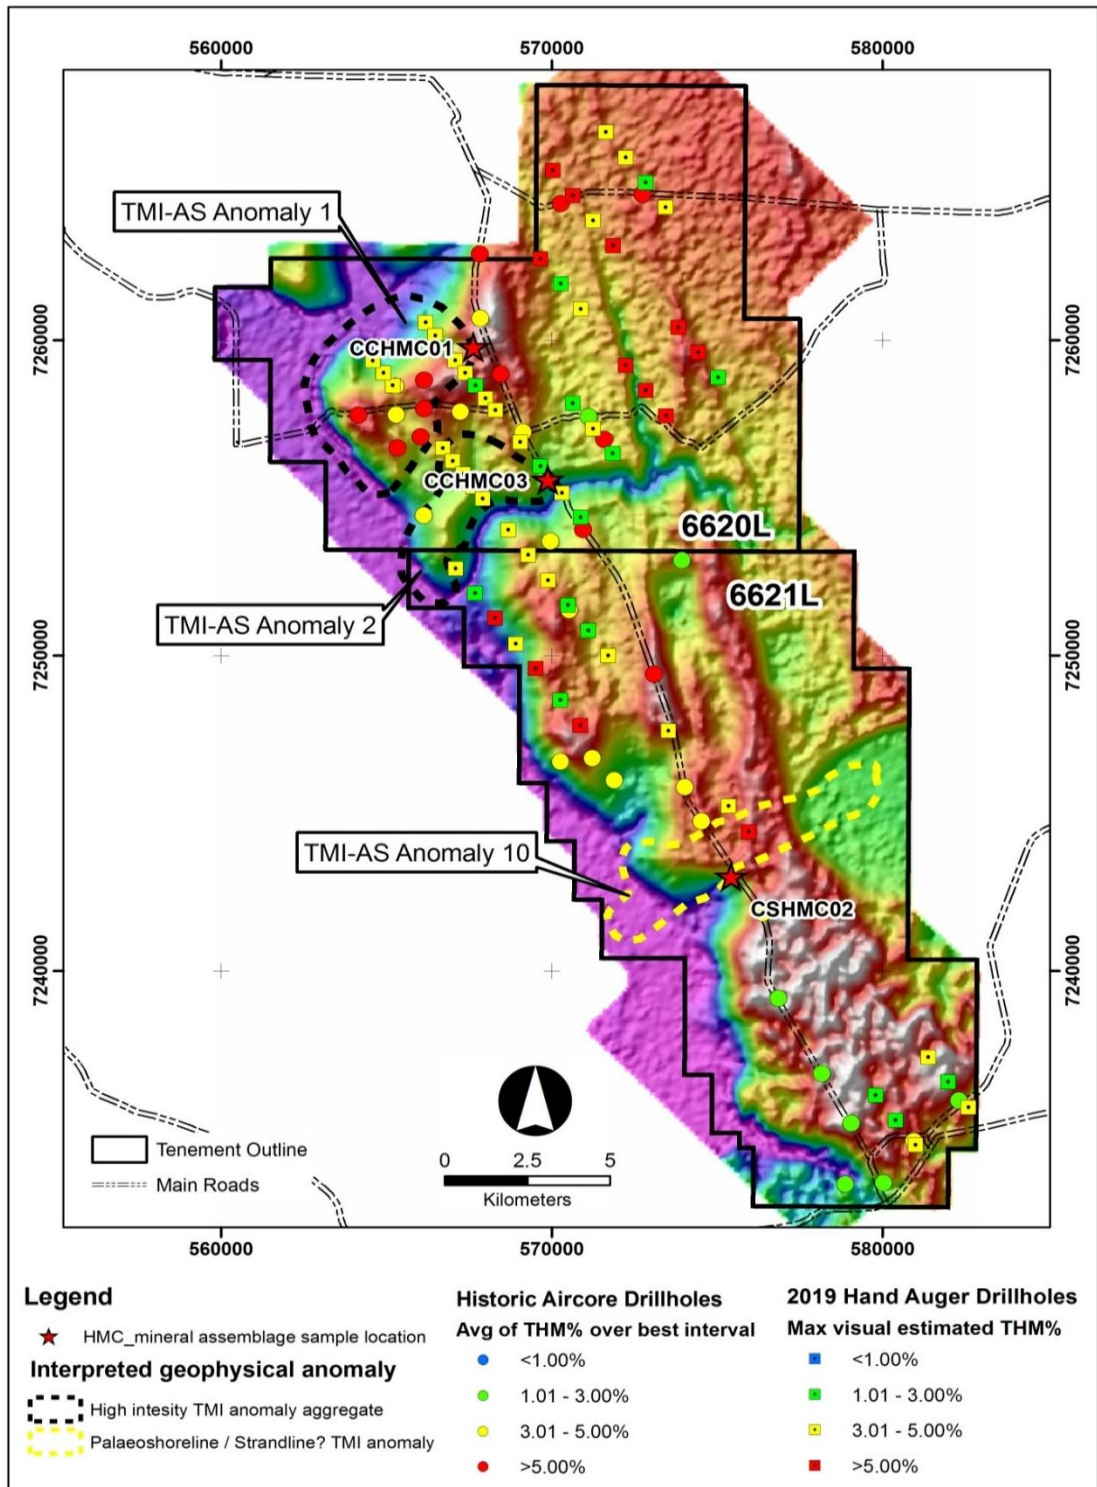 560000 570000 580000
TMI-AS Anomaly 1
7260000 7260000
CCHMC01
CCHMC03
6620L
6621L
TMI-AS Anomaly 2
7250000 7250000
TMI-AS Anomaly 10
CSHMC02
7240000 7240000
Tenement Outline
Main Roads
0 2.5 5
Kilometers
560000 570000 580000
Legend
HMC_mineral assemblage sample location
Interpreted geophysical anomaly
High intesity TMI anomaly aggregate
Palaeoshoreline / Strandline? TMI anomaly
Historic Aircore Drillholes
Avg of THM% over best interval
<1.00%
1.01 - 3.00%
3.01 - 5.00%
>5.00%
2019 Hand Auger Drillholes
Max visual estimated THM%
<1.00%
1.01 - 3.00%
3.01 - 5.00%
>5.00%